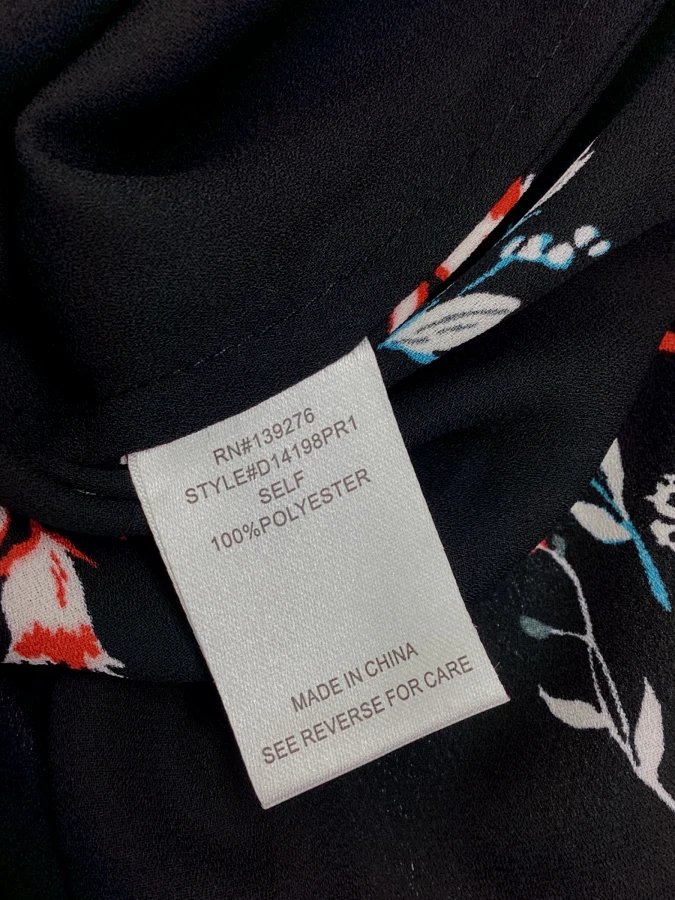 RN#139276
STYLE#D14198PR1
SELF
100%POLYESTER
MADE IN CHINA
SEE REVERSE FOR CARE